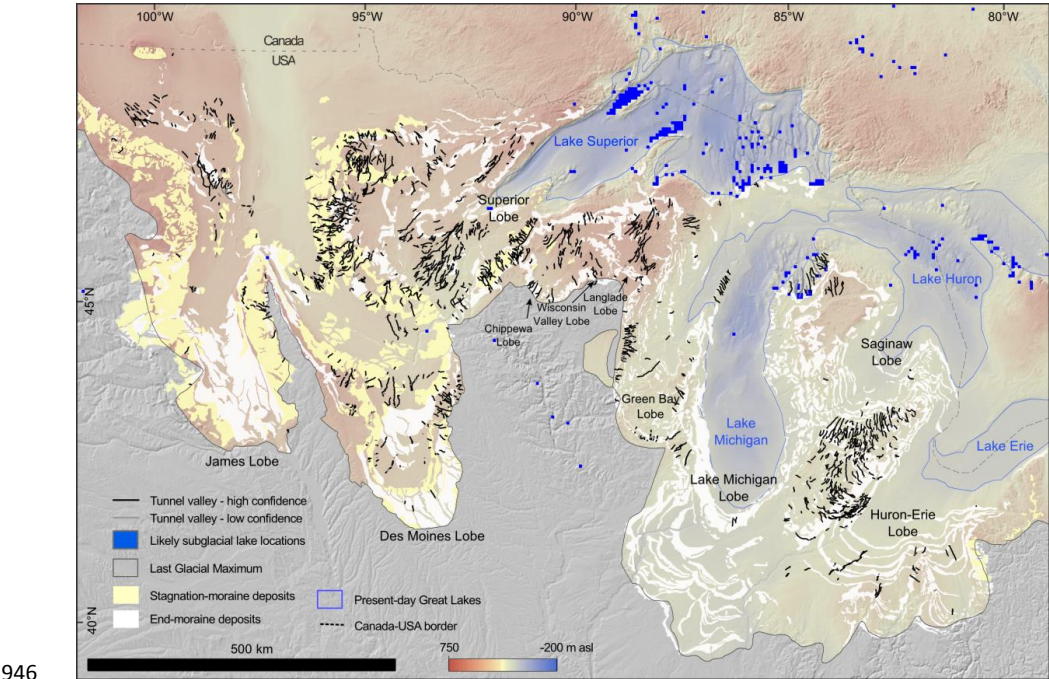 100°W
95°W
90°W
85°W
80°W
Canada
USA
Lake Superior
Superior
Lobe
45°N
Langlade
Lobe
Wisconsin
Valley Lobe
Chippewa
Lobe
Lake Huron
Saginaw
Lobe
Green Bay
Lobe
Lake
Michigan
Lake Erie
James Lobe
Lake Michigan
Lobe
Huron-Erie
Lobe
Des Moines Lobe
Tunnel valley - high confidence
Tunnel valley - low confidence
Likely subglacial lake locations
Last Glacial Maximum
Stagnation-moraine deposits
End-moraine deposits
Present-day Great Lakes
Canada-USA border
40°N
500 km
750
-200 m asl
946